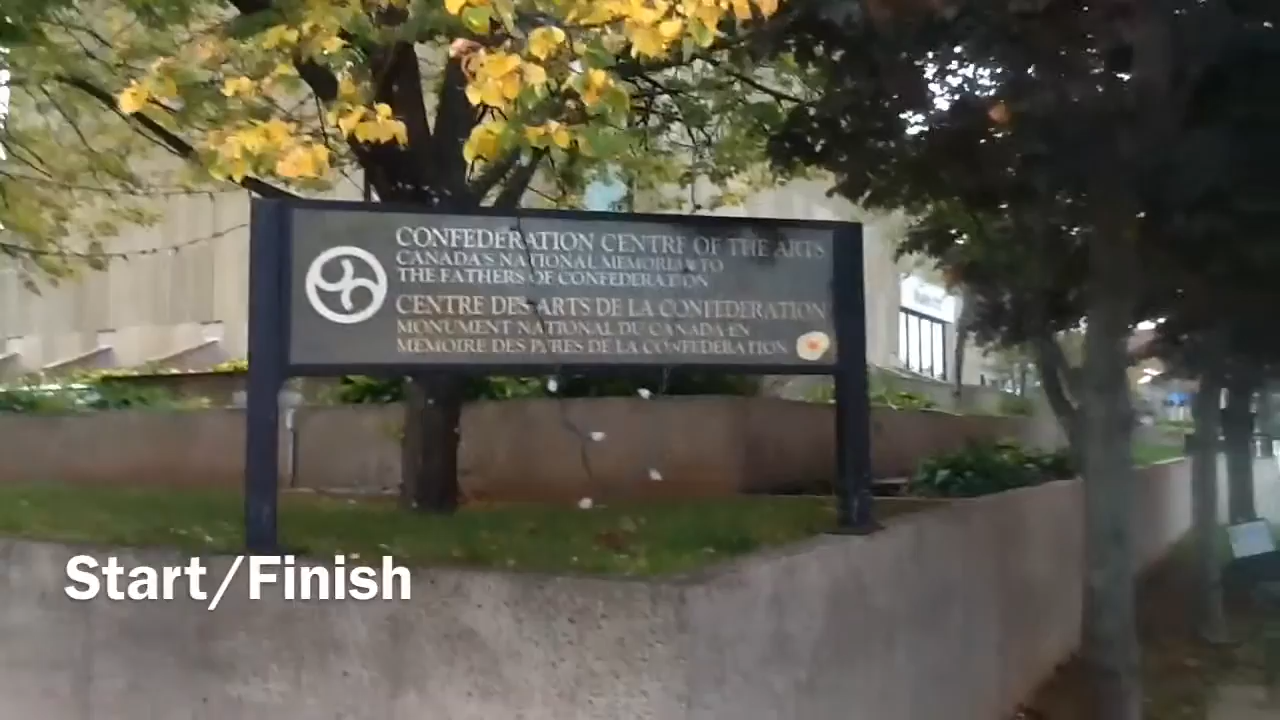 CONFEDERATION CENTRE OF THE ARTS
CANADA'S NATIONAL MEMORIAL TO
THE FATHERS OF CONFEDERATION
CENTRE DES ARTS DE LA CONFEDERATION
MONUMENT NATIONAL DU CANADA EN
MEMOIRE DES PERES DE LA CONFEDERATION
Start/Finish